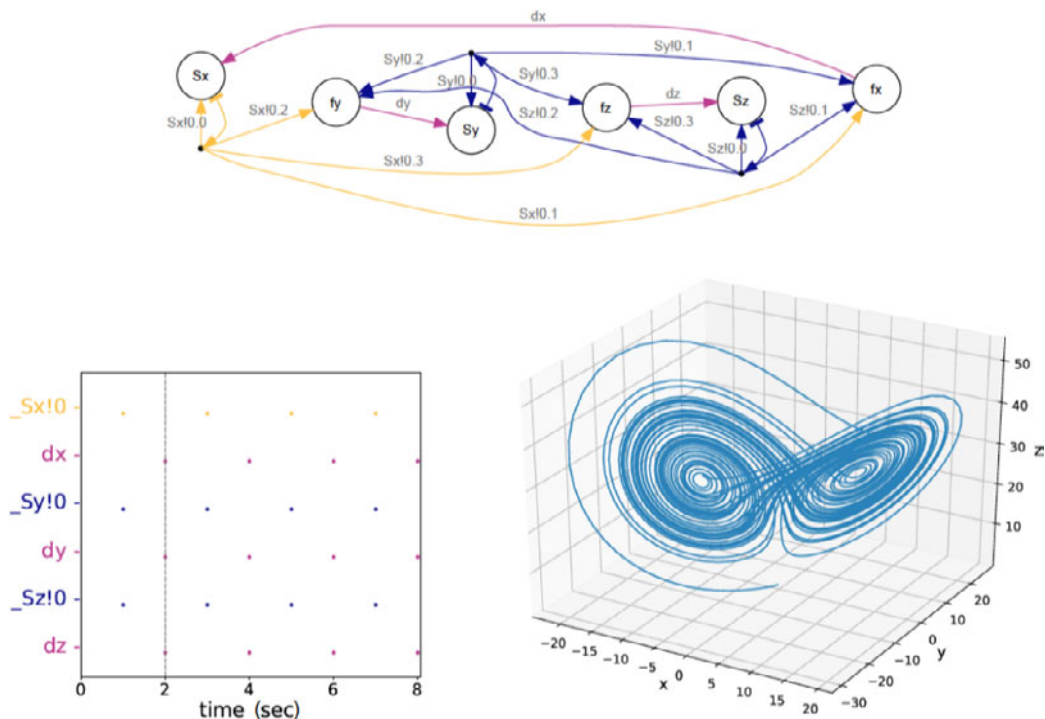 dx
Sx
Sx!0.0
Sx!0.2
fy
Sy!0.2
dy
Sy!0.0
Sy
Sy!0.3
Sy!0.1
fz
dz
Sz
Sz!0.2
Sz!0.3
Sz!0.0
Sz!0.1
fx
Sx!0.3
Sx!0.1
_Sx!0
dx
_Sy!0
dy
_Sz!0
dz
0 2 4 6 8
time (sec)
50
40
30
20
10
z
-20 -15 -10 -5 0 5 10 15 20
x
-30 -20 -10 0 10 20
y